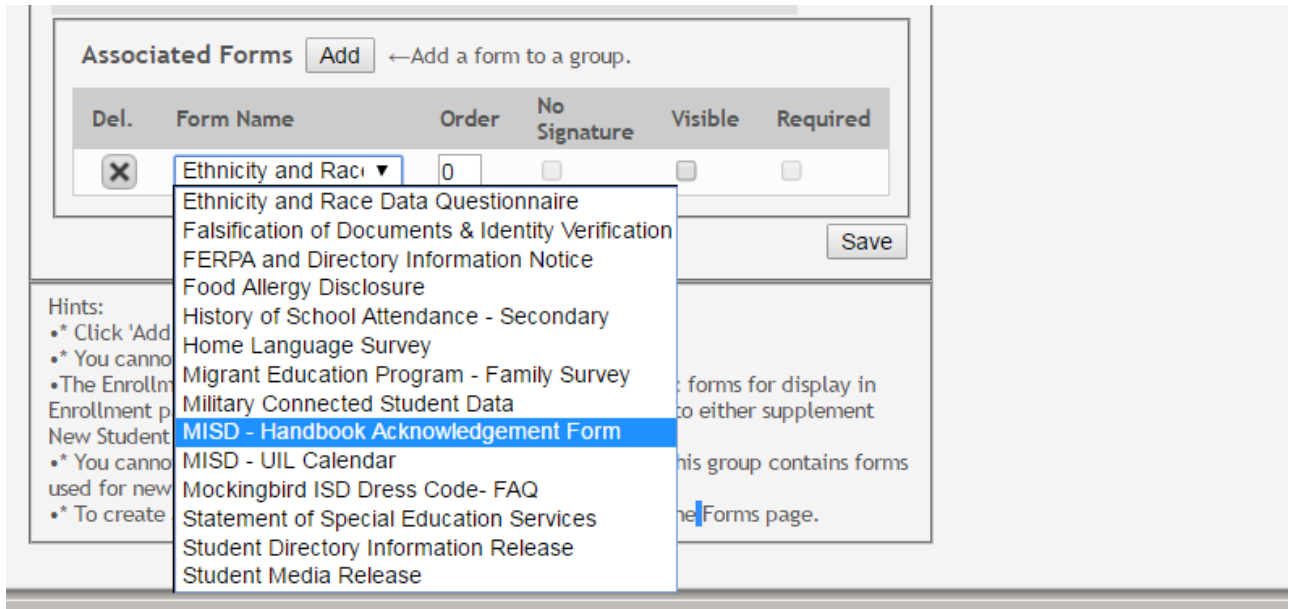 Associated Forms Add ←Add a form to a group.
Del. Form Name Order No Signature Visible Required
Ethnicity and Rac ▼ 0
Ethnicity and Race Data Questionnaire
Falsification of Documents & Identity Verification
FERPA and Directory Information Notice
Food Allergy Disclosure
History of School Attendance - Secondary
Home Language Survey
Migrant Education Program - Family Survey
Military Connected Student Data
MISD - Handbook Acknowledgement Form
MISD - UIL Calendar
Mockingbird ISD Dress Code- FAQ
Statement of Special Education Services
Student Directory Information Release
Student Media Release
Save
Hints:
•* Click 'Add
•* You
•The forms for display in
Enrollment to either supplement
New Student
•* You this group contains forms
used for new
•* To create Forms page.